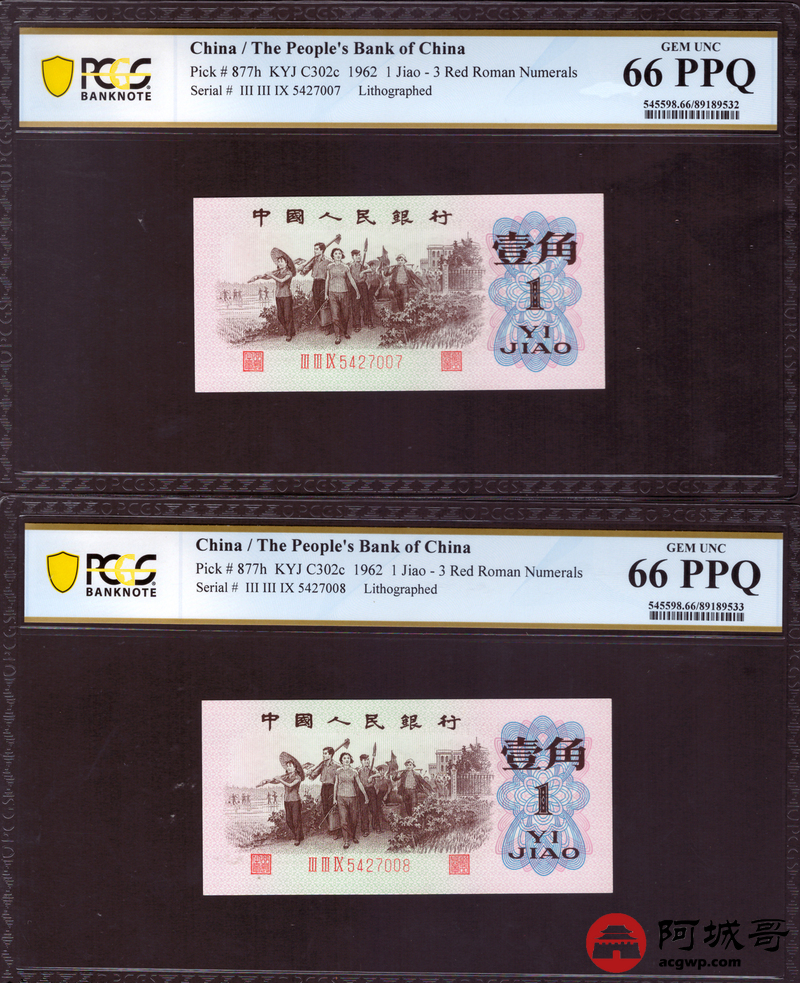 China / The People's Bank of China
Pick # 877h KYJ C302c 1962 1 Jiao - 3 Red Roman Numerals
Serial # III III IX 5427007 Lithographed
PCGS
BANKNOTE
GEM UNC
66 PPQ
545598.66/89189532
中國人民銀行
壹角
1
YI
JIAO
III III IX 5427007
China / The People's Bank of China
Pick # 877h KYJ C302c 1962 1 Jiao - 3 Red Roman Numerals
Serial # III III IX 5427008 Lithographed
PCGS
BANKNOTE
GEM UNC
66 PPQ
545598.66/89189533
中國人民銀行
壹角
1
YI
JIAO
III III IX 5427008
阿城哥
acgwp.com